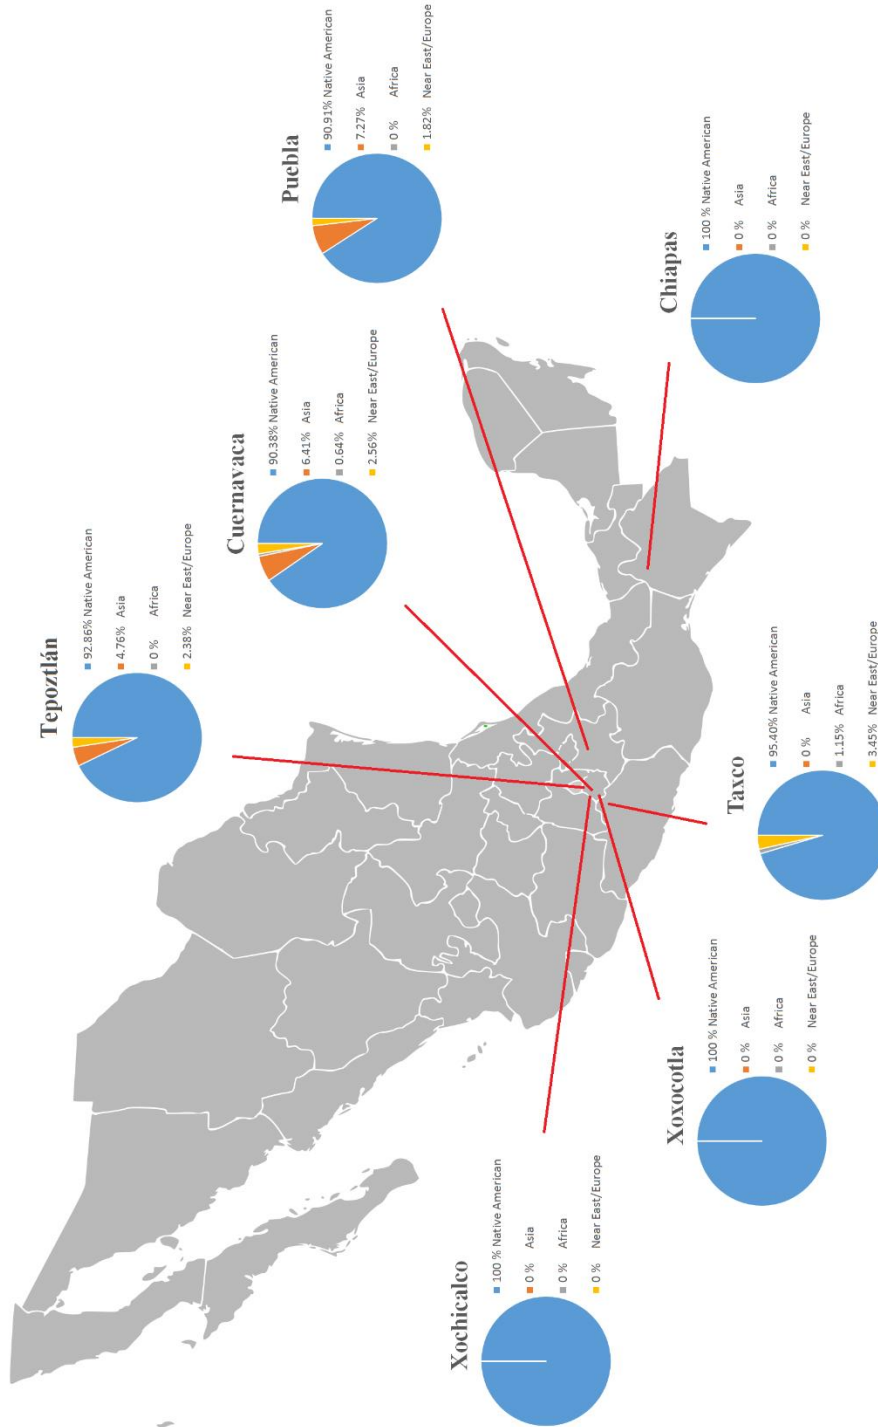 Tepoztlán
92.86% Native American
4.76% Asia
0 % Africa
2.38% Near East/Europe
Cuernavaca
90.38% Native American
6.41% Asia
0.64% Africa
2.56% Near East/Europe
Puebla
90.91% Native American
7.27% Asia
0 % Africa
1.82% Near East/Europe
Xochicalco
100 % Native American
0 % Asia
0 % Africa
0 % Near East/Europe
Xoxocotla
100 % Native American
0 % Asia
0 % Africa
0 % Near East/Europe
Taxco
95.40% Native American
0 % Asia
1.15% Africa
3.45% Near East/Europe
Chiapas
100 % Native American
0 % Asia
0 % Africa
0 % Near East/Europe